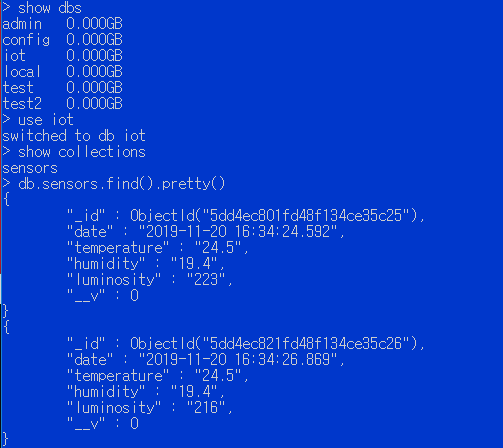 > show dbs
admin   0.000GB
config  0.000GB
iot     0.000GB
local   0.000GB
test    0.000GB
test2   0.000GB
> use iot
switched to db iot
> show collections
sensors
> db.sensors.find().pretty()
{
        "_id" : ObjectId("5dd4ec801fd48f134ce35c25"),
        "date" : "2019-11-20 16:34:24.592",
        "temperature" : "24.5",
        "humidity" : "19.4",
        "luminosity" : "223",
        "__v" : 0
}
{
        "_id" : ObjectId("5dd4ec821fd48f134ce35c26"),
        "date" : "2019-11-20 16:34:26.869",
        "temperature" : "24.5",
        "humidity" : "19.4",
        "luminosity" : "216",
        "__v" : 0
}